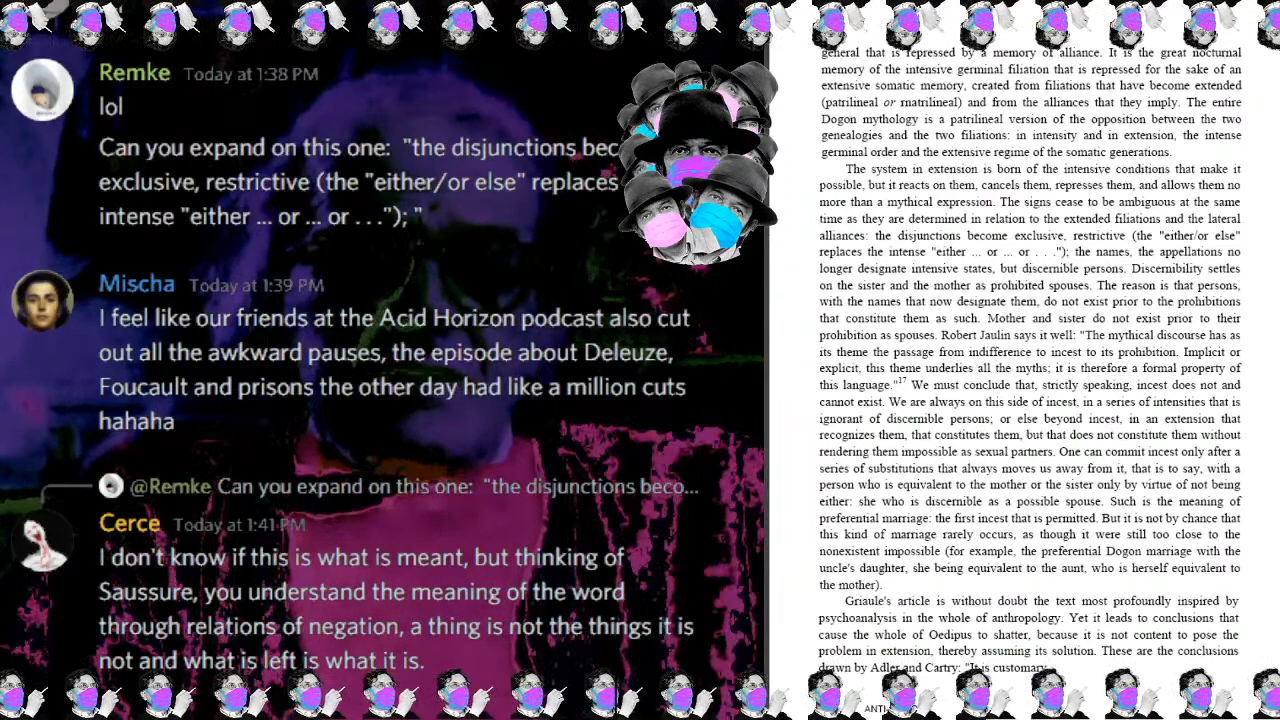 Remke Today at 1:38 PM
lol
Can you expand on this one: "the disjunctions bec
exclusive, restrictive (the "either/or else" replaces
intense "either ... or ... or . . ."); "
Mischa Today at 1:39 PM
I feel like our friends at the Acid Horizon podcast also cut
out all the awkward pauses, the episode about Deleuze,
Foucault and prisons the other day had like a million cuts
hahaha
@Remke Can you expand on this one: "the disjunctions beco...
Cerce Today at 1:41 PM
I don't know if this is what is meant, but thinking of
Saussure, you understand the meaning of the word
through relations of negation, a thing is not the things it is
not and what is left is what it is.
general that is repressed by a memory of alliance. It is the great nocturnal
memory of the intensive germinal filiation that is repressed for the sake of an
extensive somatic memory, created from filiations that have become extended
(patrilineal or rnatrilineal) and from the alliances that they imply. The entire
Dogon mythology is a patrilineal version of the opposition between the two
genealogies and the two filiations: in intensity and in extension, the intense
germinal order and the extensive regime of the somatic generations.
The system in extension is born of the intensive conditions that make it
possible, but it reacts on them, cancels them, represses them, and allows them no
more than a mythical expression. The signs cease to be ambiguous at the same
time as they are determined in relation to the extended filiations and the lateral
alliances: the disjunctions become exclusive, restrictive (the "either/or else"
replaces the intense "either ... or ... or . . ."); the names, the appellations no
longer designate intensive states, but discernible persons. Discernibility settles
on the sister and the mother as prohibited spouses. The reason is that persons,
with the names that now designate them, do not exist prior to the prohibitions
that constitute them as such. Mother and sister do not exist prior to their
prohibition as spouses. Robert Jaulin says it well: "The mythical discourse has as
its theme the passage from indifference to incest to its prohibition. Implicit or
explicit, this theme underlies all the myths; it is therefore a formal property of
this language."17 We must conclude that, strictly speaking, incest does not and
cannot exist. We are always on this side of incest, in a series of intensities that is
ignorant of discernible persons; or else beyond incest, in an extension that
recognizes them, that constitutes them, but that does not constitute them without
rendering them impossible as sexual partners. One can commit incest only after a
series of substitutions that always moves us away from it, that is to say, with a
person who is equivalent to the mother or the sister only by virtue of not being
either: she who is discernible as a possible spouse. Such is the meaning of
preferential marriage: the first incest that is permitted. But it is not by chance that
this kind of marriage rarely occurs, as though it were still too close to the
nonexistent impossible (for example, the preferential Dogon marriage with the
uncle's daughter, she being equivalent to the aunt, who is herself equivalent to
the mother).
Griaule's article is without doubt the text most profoundly inspired by
psychoanalysis in the whole of anthropology. Yet it leads to conclusions that
cause the whole of Oedipus to shatter, because it is not content to pose the
problem in extension, thereby assuming its solution. These are the conclusions
drawn by Adler and Cartry: "It is customary
ANTI